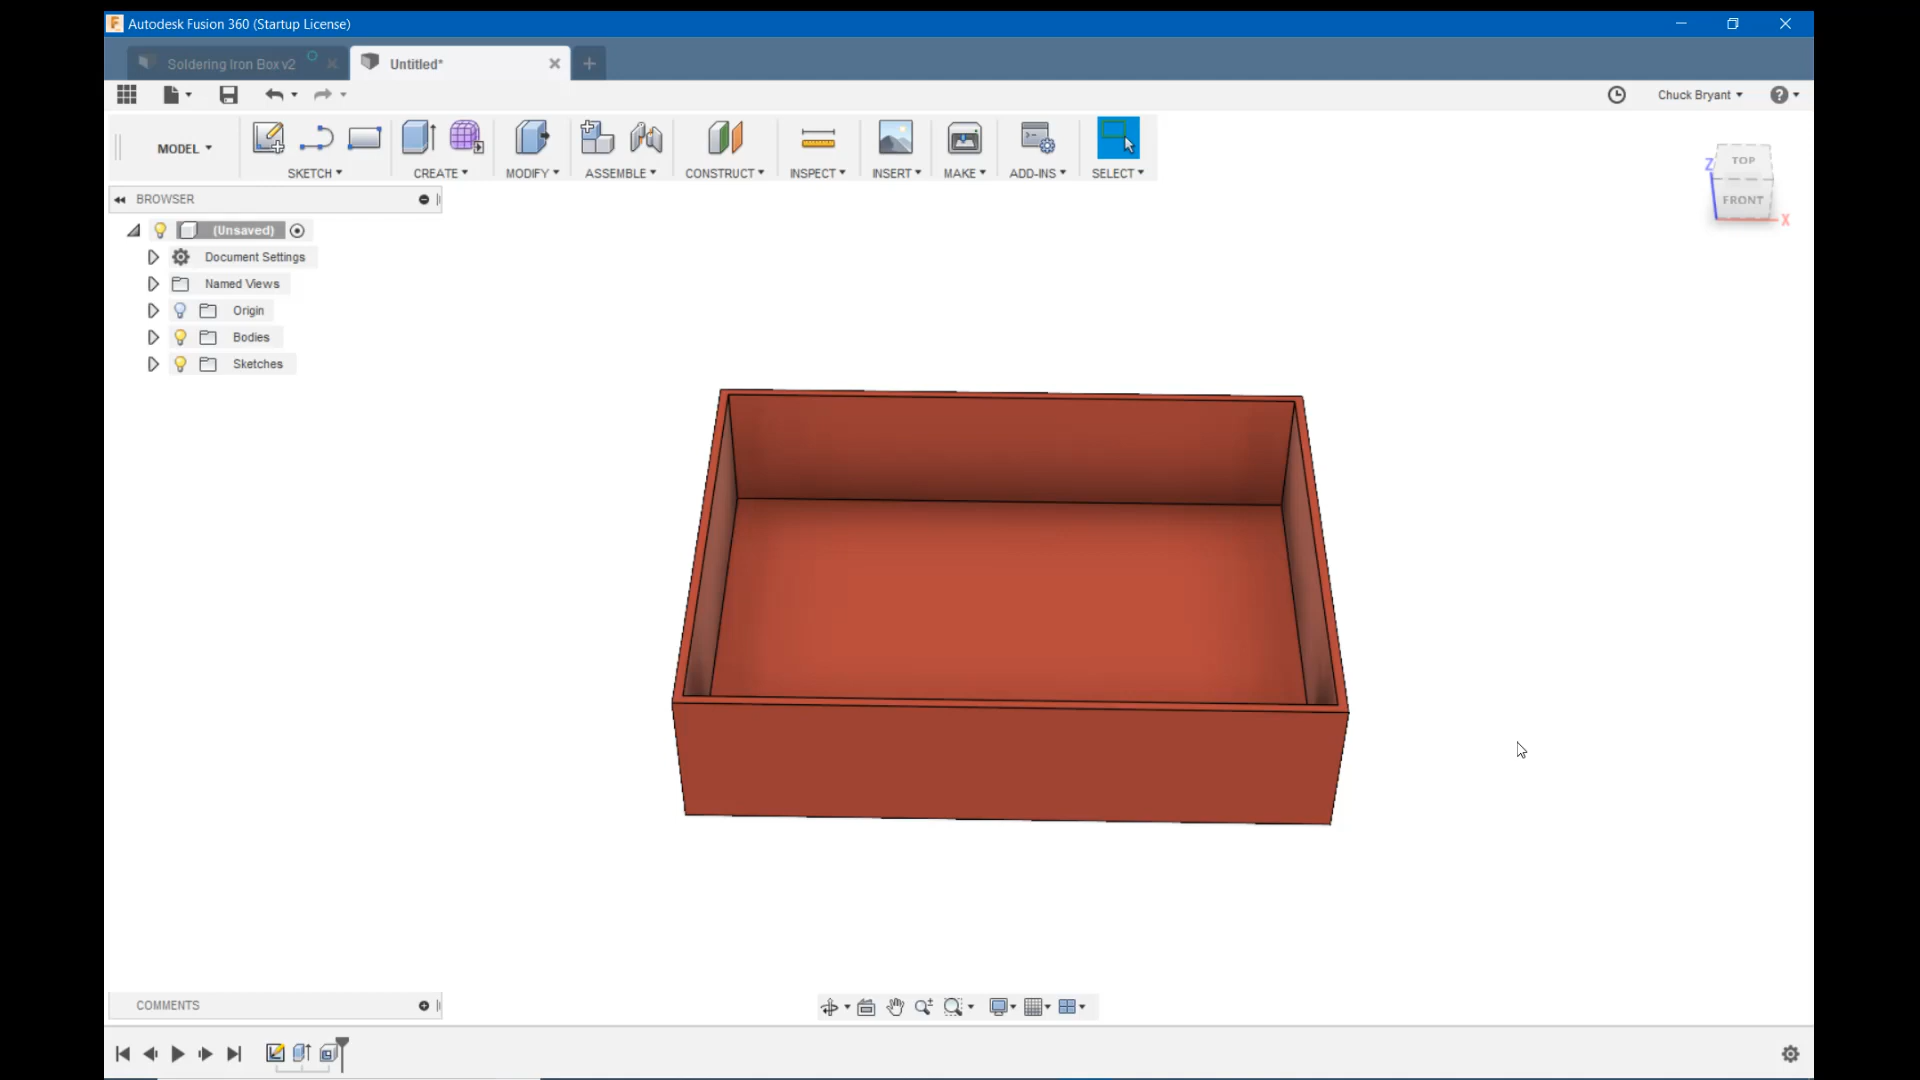 Autodesk Fusion 360 (Startup License)
Soldering Iron Box v2
Untitled*
Chuck Bryant
MODEL
SKETCH
CREATE
MODIFY
ASSEMBLE
CONSTRUCT
INSPECT
INSERT
MAKE
ADD-INS
SELECT
TOP
FRONT
Z
X
BROWSER
(Unsaved)
Document Settings
Named Views
Origin
Bodies
Sketches
COMMENTS